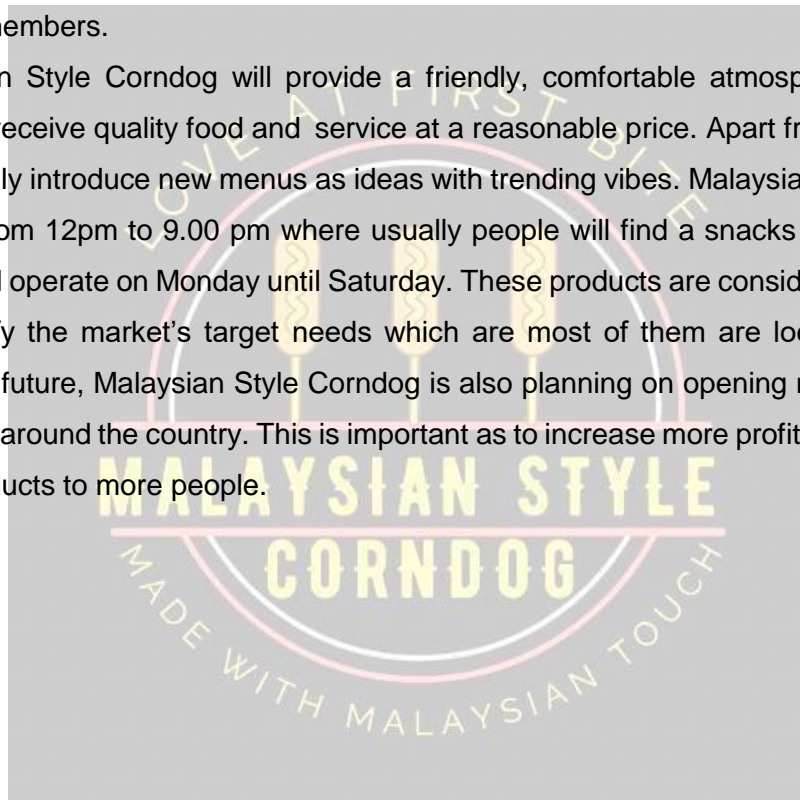 embers.
n Style Corndog will provide a friendly, comfortable atmosp
receive quality food and service at a reasonable price. Apart fr
ly introduce new menus as ideas with trending vibes. Malaysia
om 12pm to 9.00 pm where usually people will find a snacks
operate on Monday until Saturday. These products are consid
y the market's target needs which are most of them are loc
future, Malaysian Style Corndog is also planning on opening
around the country. This is important as to increase more profit
ucts to more people.
LOVE AT FIRST BITE
MALAYSIAN STYLE
CORNDOG
MADE WITH MALAYSIAN TOUCH